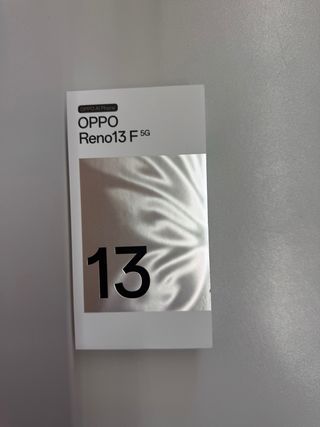 OPPO AI Phone
OPPO
Reno13 F 5G
13